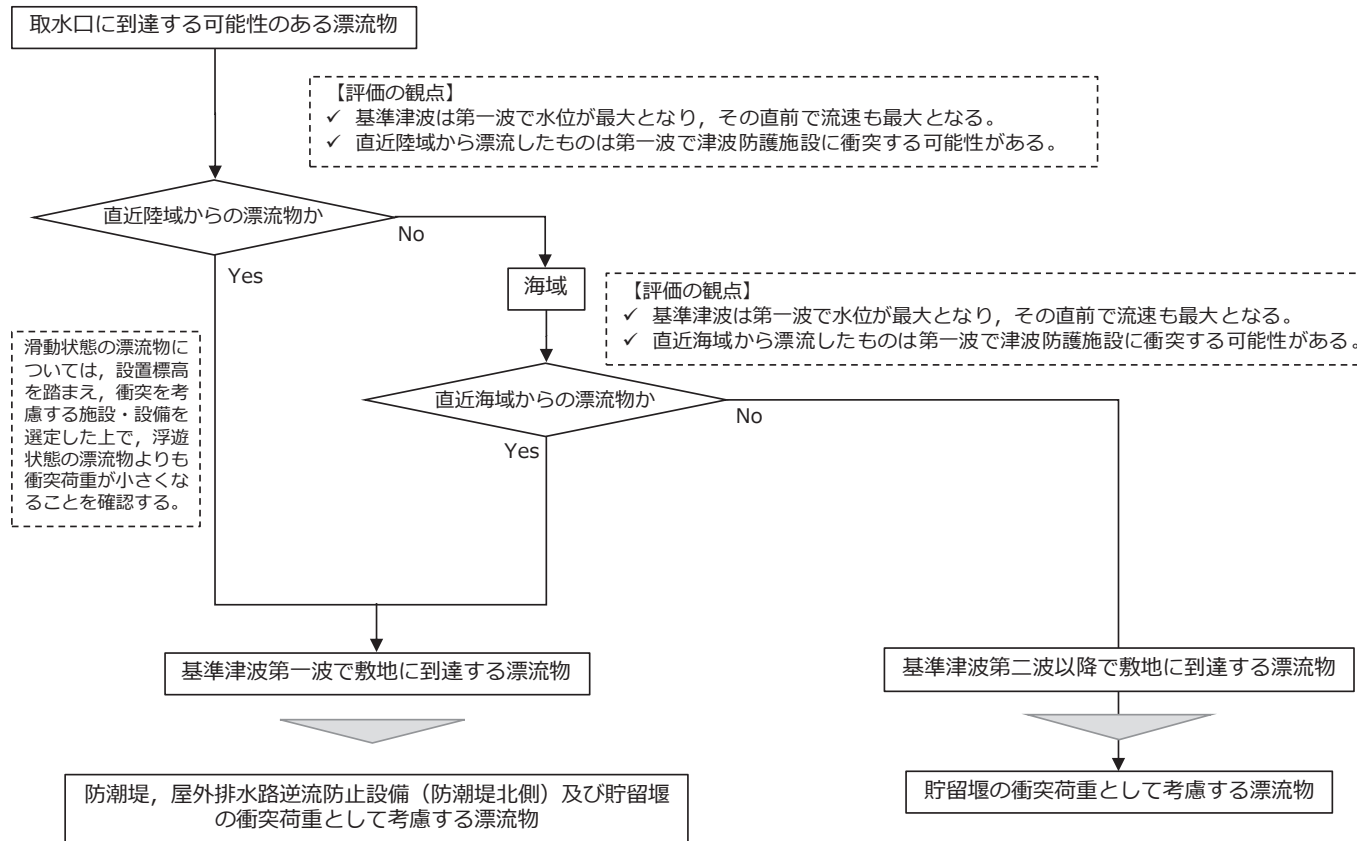 取水口に到達する可能性のある漂流物
【評価の観点】
✓ 基準津波は第一波で水位が最大となり，その直前で流速も最大となる。
✓ 直近陸域から漂流したものは第一波で津波防護施設に衝突する可能性がある。
直近陸域からの漂流物か
No
Yes
海域
【評価の観点】
✓ 基準津波は第一波で水位が最大となり，その直前で流速も最大となる。
✓ 直近海域から漂流したものは第一波で津波防護施設に衝突する可能性がある。
滑動状態の漂流物に
ついては，設置標高
を踏まえ，衝突を考
慮する施設・設備を
選定した上で，浮遊
状態の漂流物よりも
衝突荷重が小さくな
ることを確認する。
直近海域からの漂流物か
No
Yes
基準津波第一波で敷地に到達する漂流物
基準津波第二波以降で敷地に到達する漂流物
防潮堤，屋外排水路逆流防止設備（防潮堤北側）及び貯留堰
の衝突荷重として考慮する漂流物
貯留堰の衝突荷重として考慮する漂流物